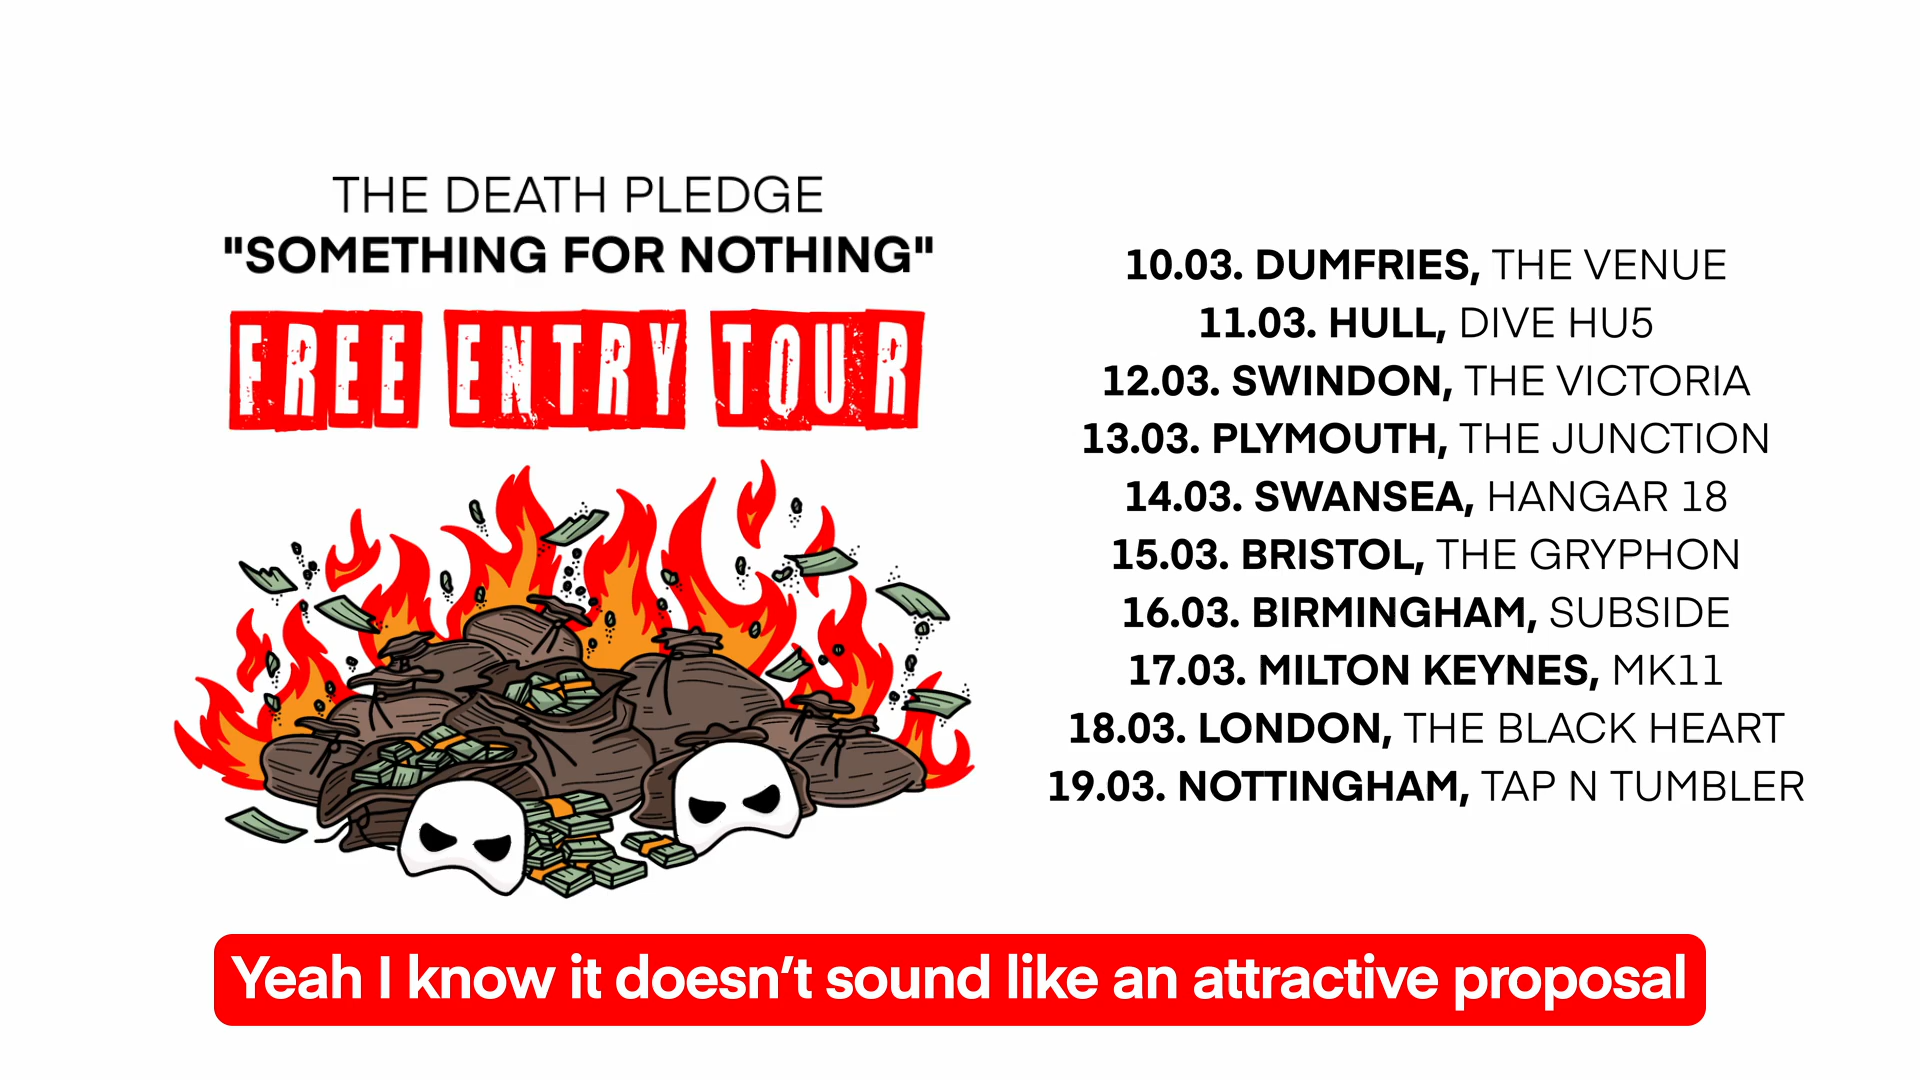 THE DEATH PLEDGE
"SOMETHING FOR NOTHING"
FREE ENTRY TOUR
10.03. DUMFRIES, THE VENUE
11.03. HULL, DIVE HU5
12.03. SWINDON, THE VICTORIA
13.03. PLYMOUTH, THE JUNCTION
14.03. SWANSEA, HANGAR 18
15.03. BRISTOL, THE GRYPHON
16.03. BIRMINGHAM, SUBSIDE
17.03. MILTON KEYNES, MK11
18.03. LONDON, THE BLACK HEART
19.03. NOTTINGHAM, TAP N TUMBLER
Yeah I know it doesn’t sound like an attractive proposal